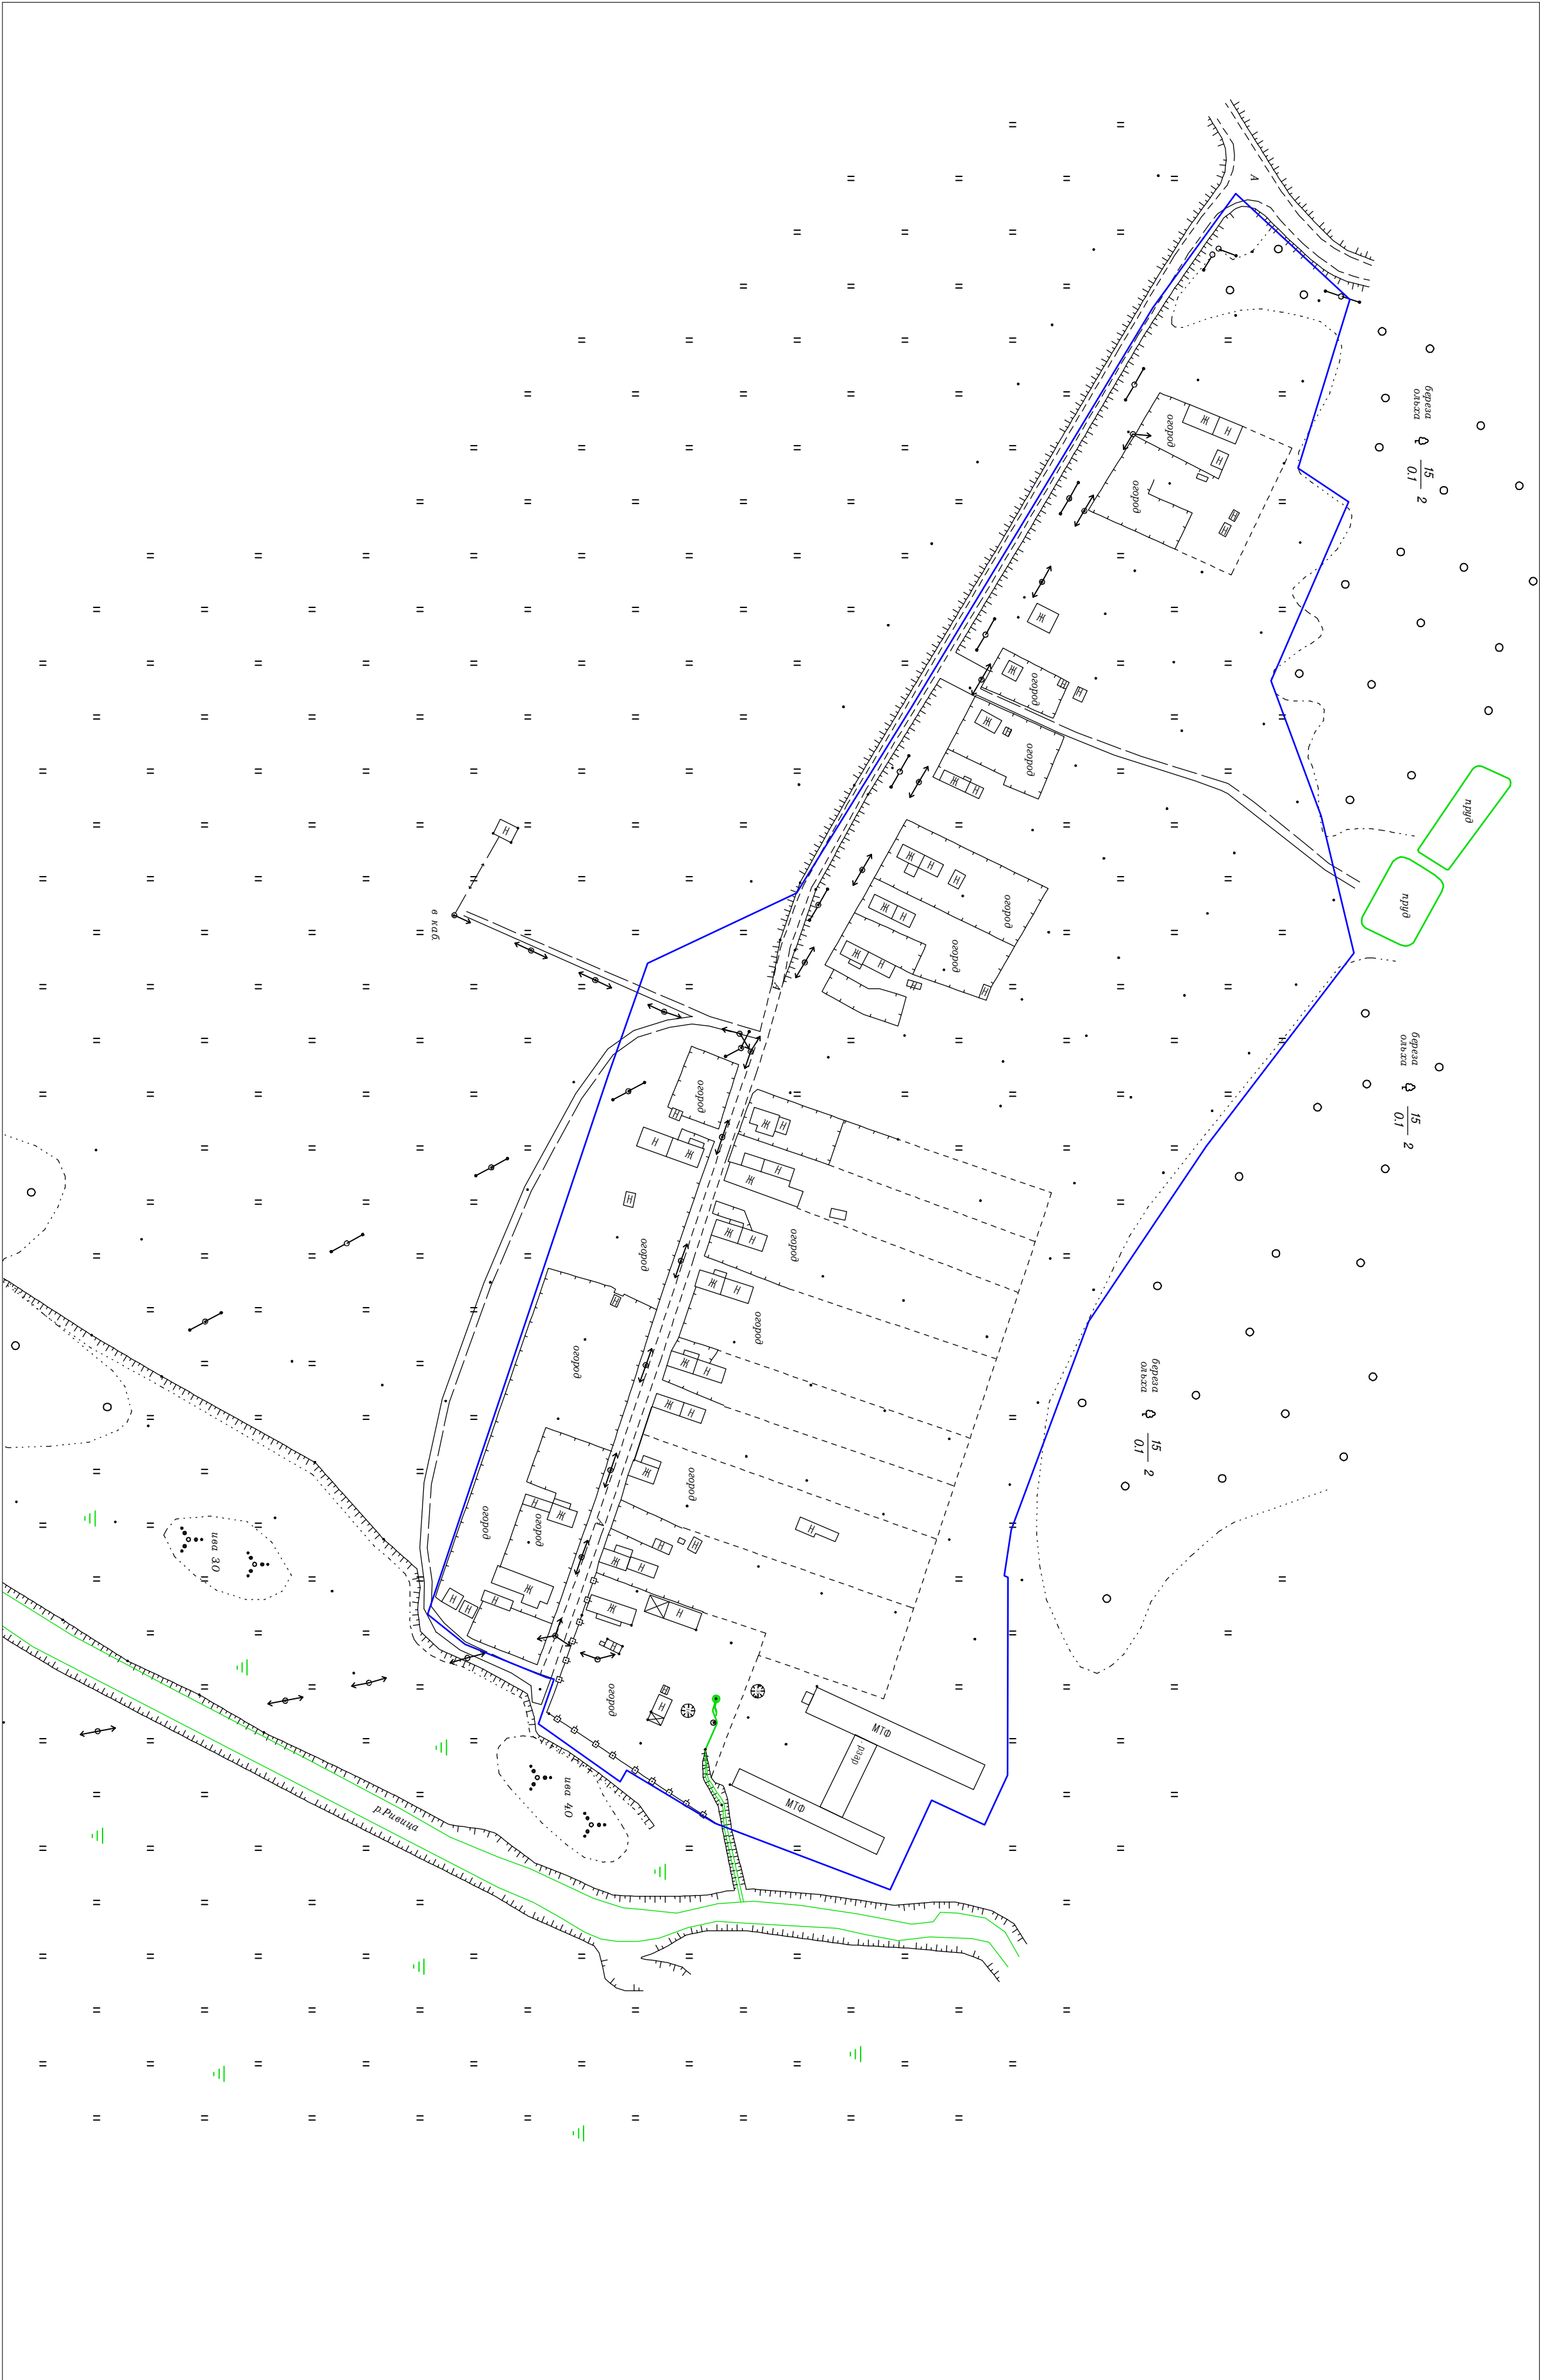 А
береза
ольха
15
0.1
2
Ж
Н
огород
Н
огород
Н
Н
Ж
Ж
Н
Н
огород
Ж
Н
огород
Ж
Н
пруд
пруд
Н
в каб.
Ж
Н
Н
огород
Ж
Н
огород
Ж
Н
Н
Н
А
береза
ольха
15
0.1
2
огород
Н
Ж
Н
Н
Ж
Н
Ж
Н
Ж
Н
огород
огород
Ж
Н
огород
Н
Ж
Н
огород
береза
ольха
15
0.1
2
Ж
Н
Ж
огород
Н
Ж
огород
огород
А
Н
Н
Ж
Н
Ж
Н
Ж
Н
Н
Н
ива 30
огород
Н
МТФ
рзар
МТФ
ива 40
р.Ривица